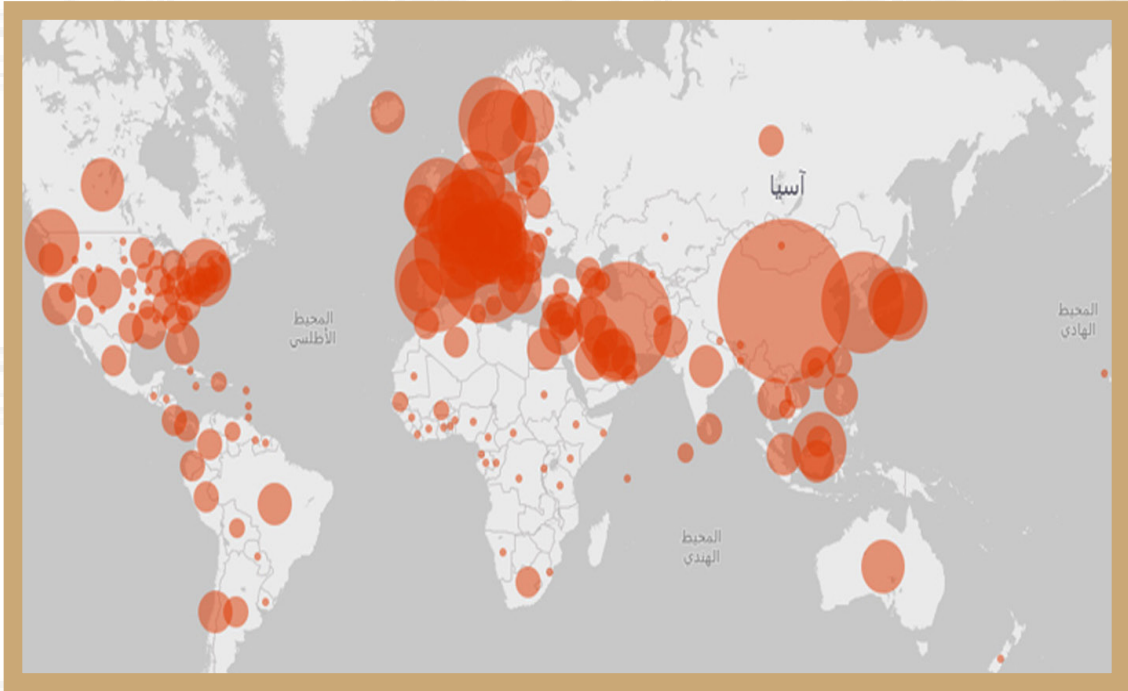 آسيا
المحيط
الأطلسي
المحيط
الهادي
المحيط
الهندي